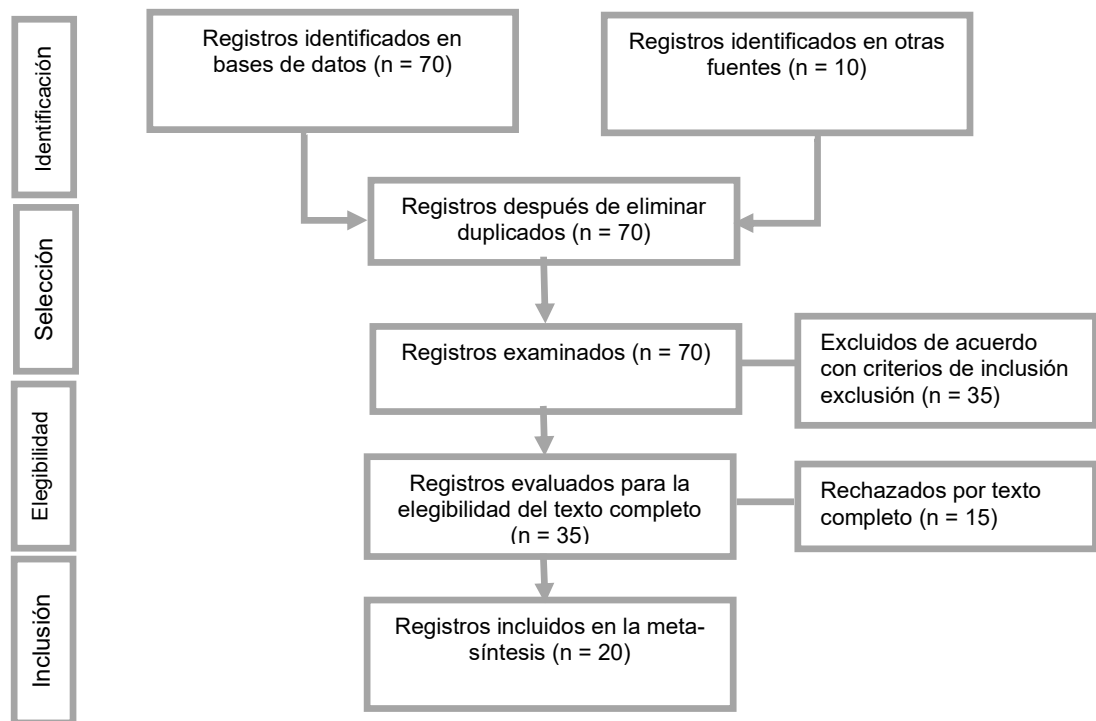 Identificación
Registros identificados en
bases de datos (n = 70)
Registros identificados en otras
fuentes (n = 10)
Selección
Registros después de eliminar
duplicados (n = 70)
Registros examinados (n = 70)
Excluidos de acuerdo
con criterios de inclusión
exclusión (n = 35)
Elegibilidad
Registros evaluados para la
elegibilidad del texto completo
(n = 35)
Rechazados por texto
completo (n = 15)
Inclusión
Registros incluidos en la meta-
síntesis (n = 20)